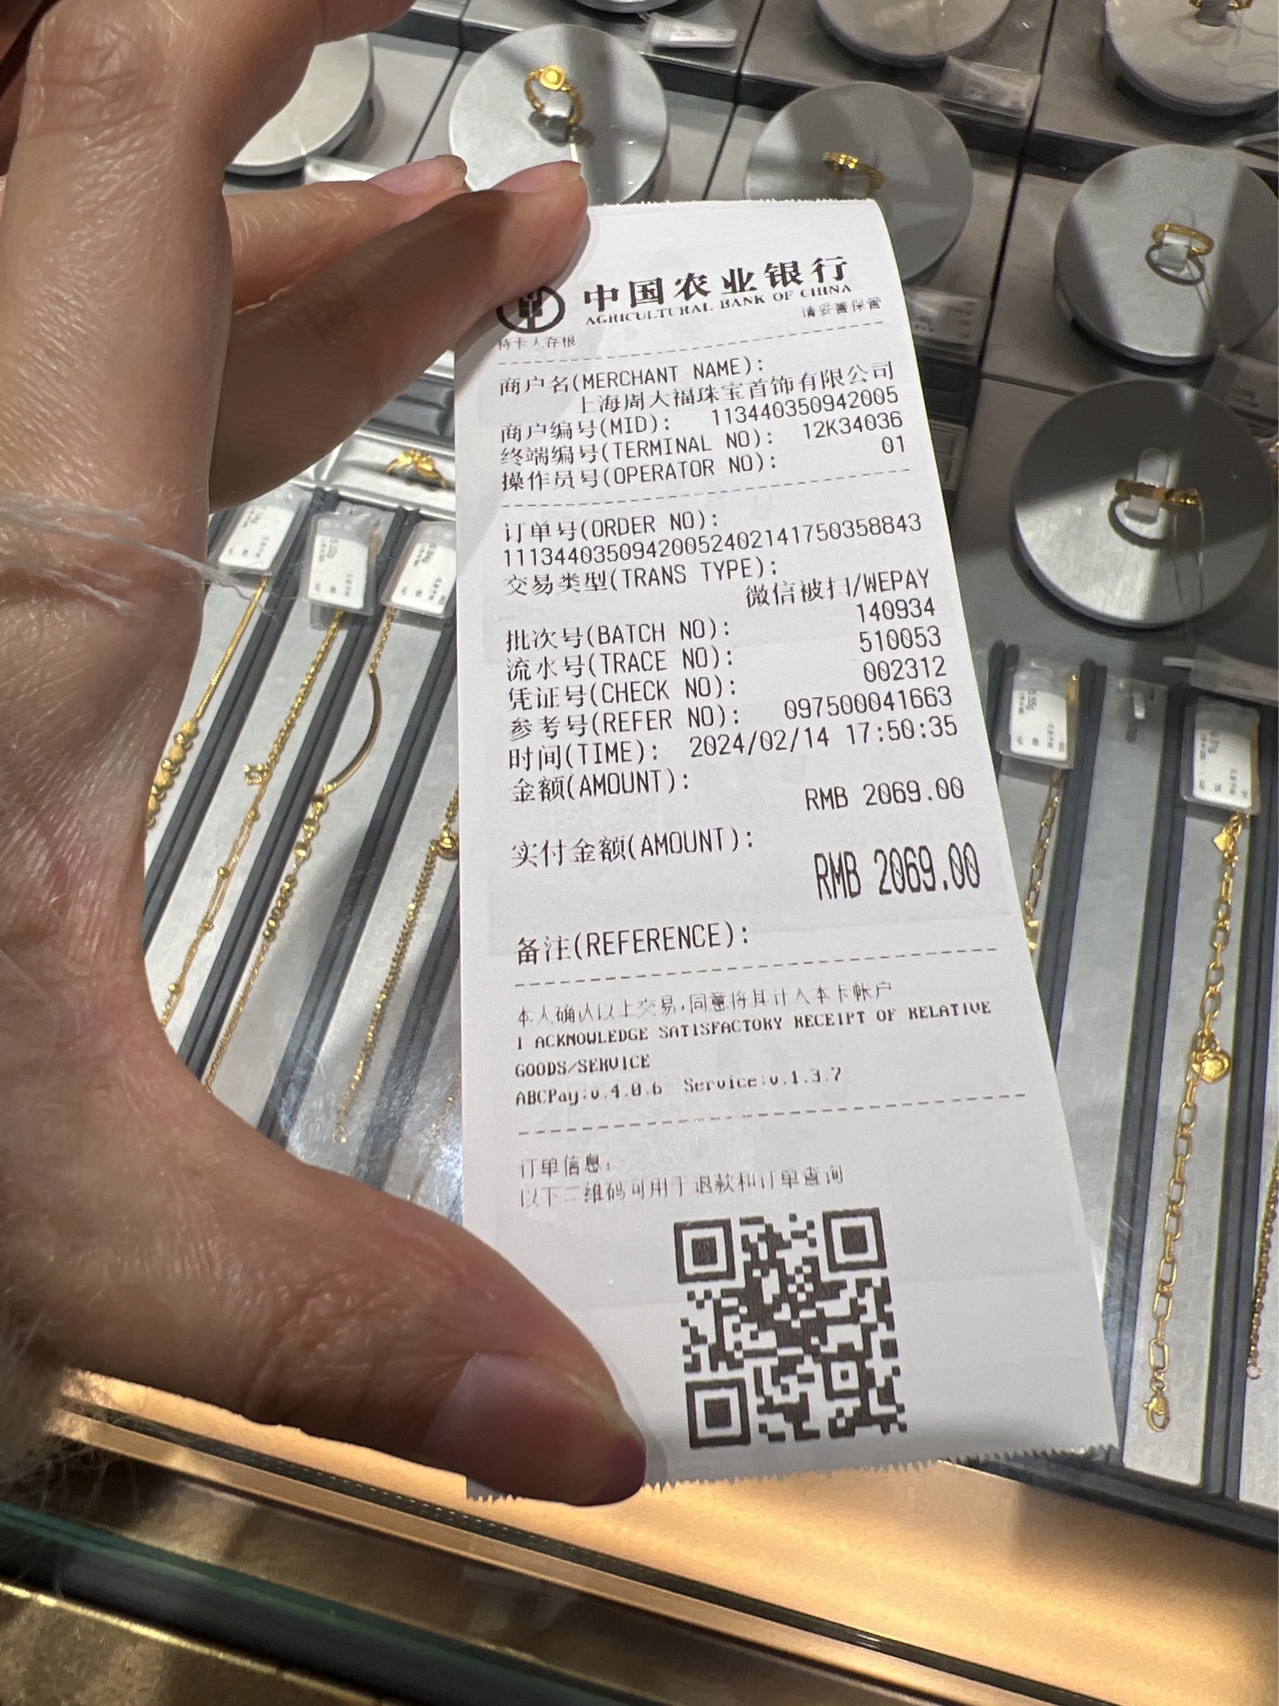 中国农业银行
AGRICULTURAL BANK OF CHINA
持卡人存根 请妥善保管
商户名(MERCHANT NAME):
上海周大福珠宝首饰有限公司
商户编号(MID): 113440350942005
终端编号(TERMINAL NO): 12K34036
操作员号(OPERATOR NO): 01
订单号(ORDER NO):
11134403509420052402141750358843
交易类型(TRANS TYPE):
微信被扫/WEPAY
批次号(BATCH NO): 140934
流水号(TRACE NO): 510053
凭证号(CHECK NO): 002312
参考号(REFER NO): 097500041663
时间(TIME): 2024/02/14 17:50:35
金额(AMOUNT):
RMB 2069.00
实付金额(AMOUNT):
RMB 2069.00
备注(REFERENCE):
本人确认以上交易,同意将其计入本卡帐户
I ACKNOWLEDGE SATISFACTORY RECEIPT OF RELATIVE
GOODS/SERVICE
ABCPay:v.4.0.6 Service:v.1.3.7
订单信息:
以下二维码可用于退款和订单查询